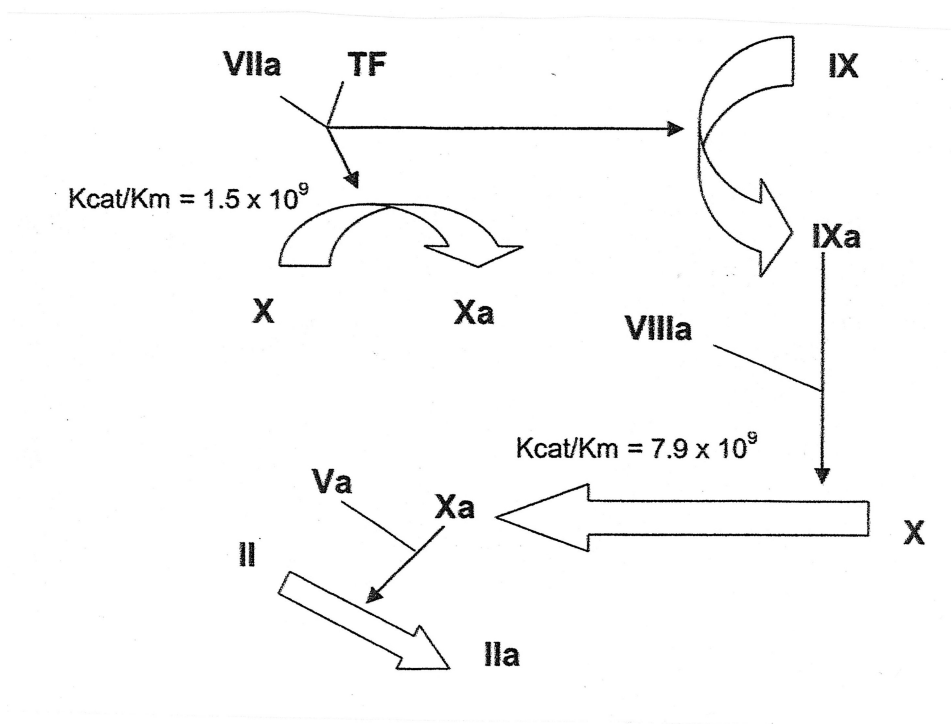 VIIa TF IX
Kcat/Km = 1.5 x 10⁹
IXa
X Xa
VIIIa
Kcat/Km = 7.9 x 10⁹
Va
Xa
X
II
IIa